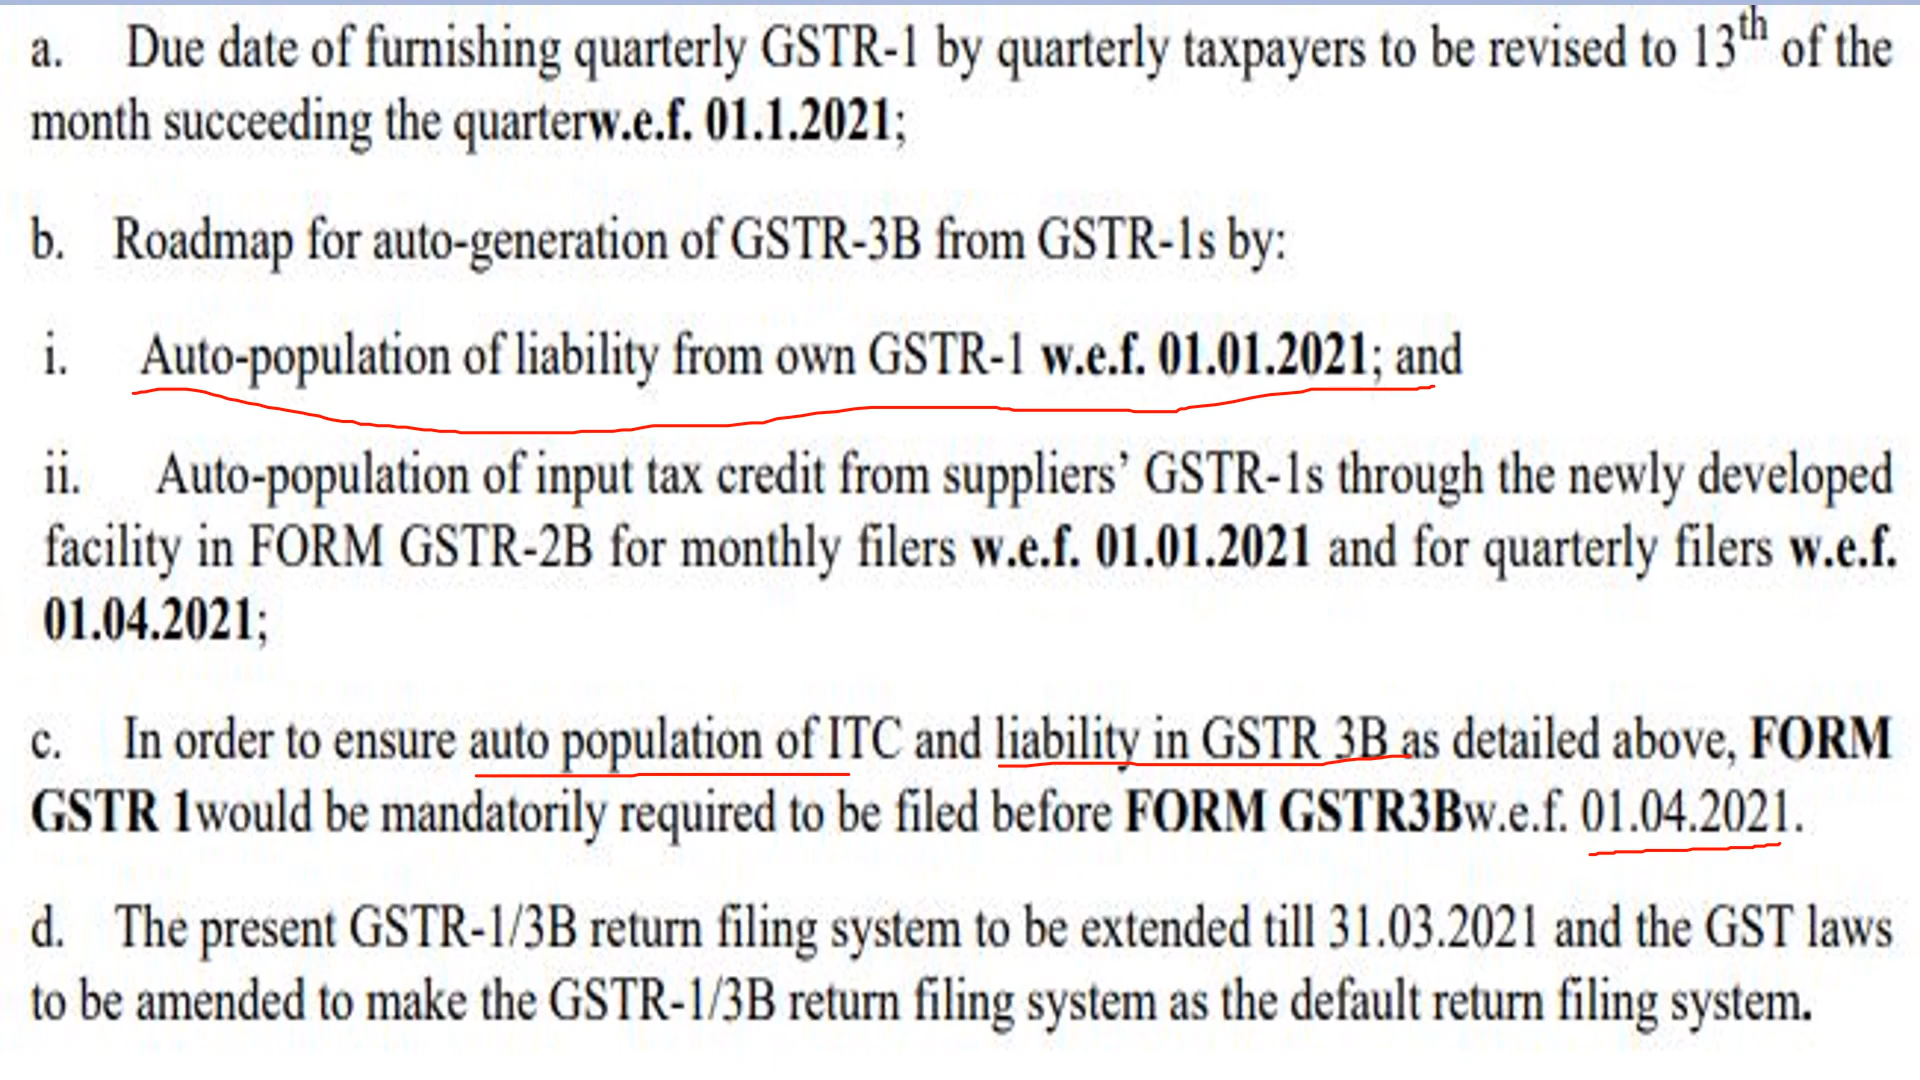 a. Due date of furnishing quarterly GSTR-1 by quarterly taxpayers to be revised to 13th of the
month succeeding the quarterw.e.f. 01.1.2021;
b. Roadmap for auto-generation of GSTR-3B from GSTR-1s by:
i. Auto-population of liability from own GSTR-1 w.e.f. 01.01.2021; and
ii. Auto-population of input tax credit from suppliers’ GSTR-1s through the newly developed
facility in FORM GSTR-2B for monthly filers w.e.f. 01.01.2021 and for quarterly filers w.e.f.
01.04.2021;
c. In order to ensure auto population of ITC and liability in GSTR 3B as detailed above, FORM
GSTR 1would be mandatorily required to be filed before FORM GSTR3Bw.e.f. 01.04.2021.
d. The present GSTR-1/3B return filing system to be extended till 31.03.2021 and the GST laws
to be amended to make the GSTR-1/3B return filing system as the default return filing system.